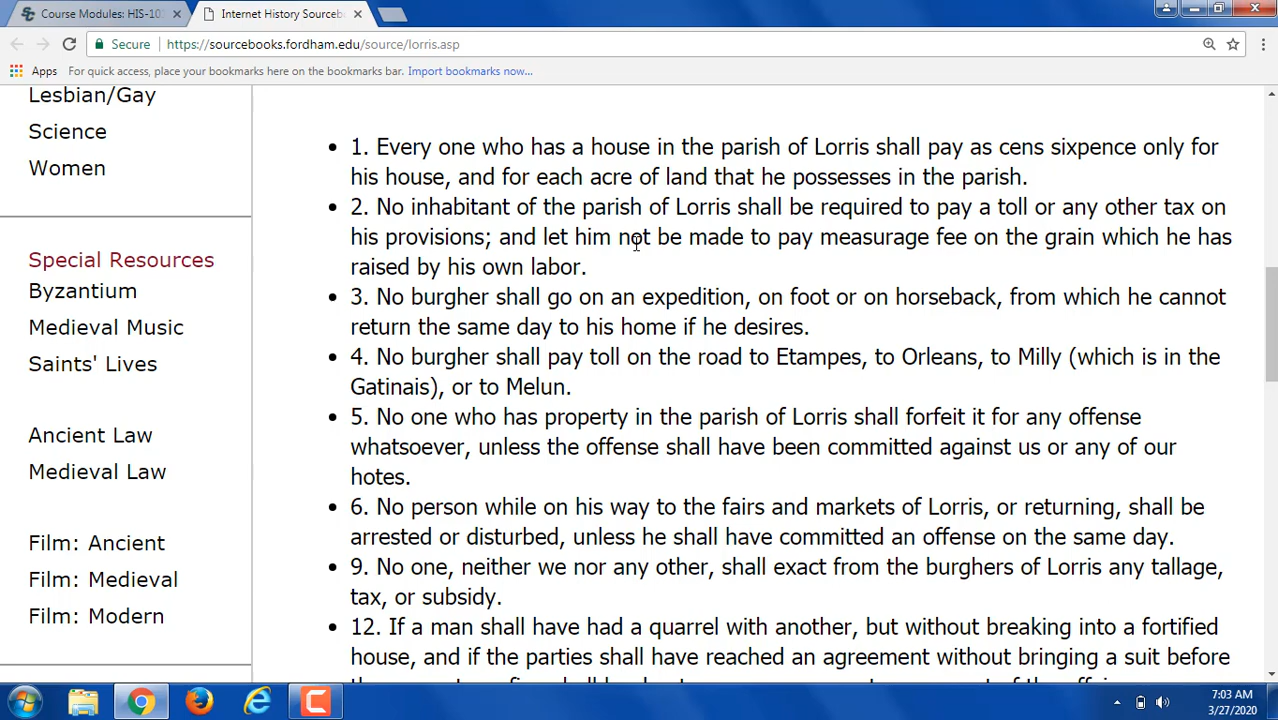 Course Modules: HIS-10
Internet History Sourceb
Secure https://sourcebooks.fordham.edu/source/lorris.asp
Apps For quick access, place your bookmarks here on the bookmarks bar. Import bookmarks now...
Lesbian/Gay
Science
Women
Special Resources
Byzantium
Medieval Music
Saints' Lives
Ancient Law
Medieval Law
Film: Ancient
Film: Medieval
Film: Modern
• 1. Every one who has a house in the parish of Lorris shall pay as cens sixpence only for
his house, and for each acre of land that he possesses in the parish.
• 2. No inhabitant of the parish of Lorris shall be required to pay a toll or any other tax on
his provisions; and let him not be made to pay measurage fee on the grain which he has
raised by his own labor.
• 3. No burgher shall go on an expedition, on foot or on horseback, from which he cannot
return the same day to his home if he desires.
• 4. No burgher shall pay toll on the road to Etampes, to Orleans, to Milly (which is in the
Gatinais), or to Melun.
• 5. No one who has property in the parish of Lorris shall forfeit it for any offense
whatsoever, unless the offense shall have been committed against us or any of our
hotes.
• 6. No person while on his way to the fairs and markets of Lorris, or returning, shall be
arrested or disturbed, unless he shall have committed an offense on the same day.
• 9. No one, neither we nor any other, shall exact from the burghers of Lorris any tallage,
tax, or subsidy.
• 12. If a man shall have had a quarrel with another, but without breaking into a fortified
house, and if the parties shall have reached an agreement without bringing a suit before
7:03 AM
3/27/2020